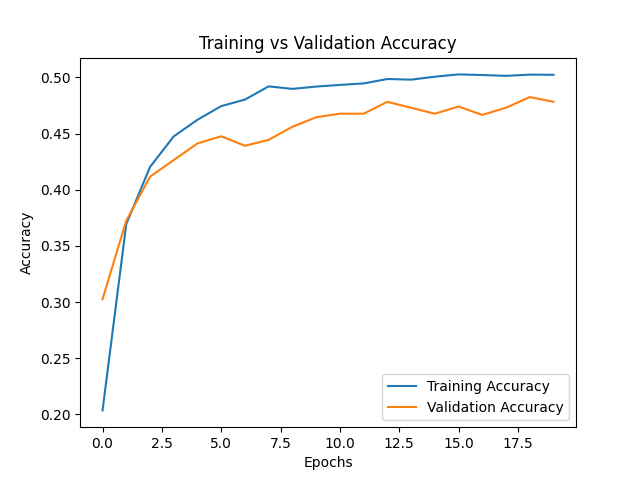 Training vs Validation Accuracy
0.50
0.45
0.40
0.35
0.30
0.25
0.20
Accuracy
Training Accuracy
Validation Accuracy
0.0 2.5 5.0 7.5 10.0 12.5 15.0 17.5
Epochs